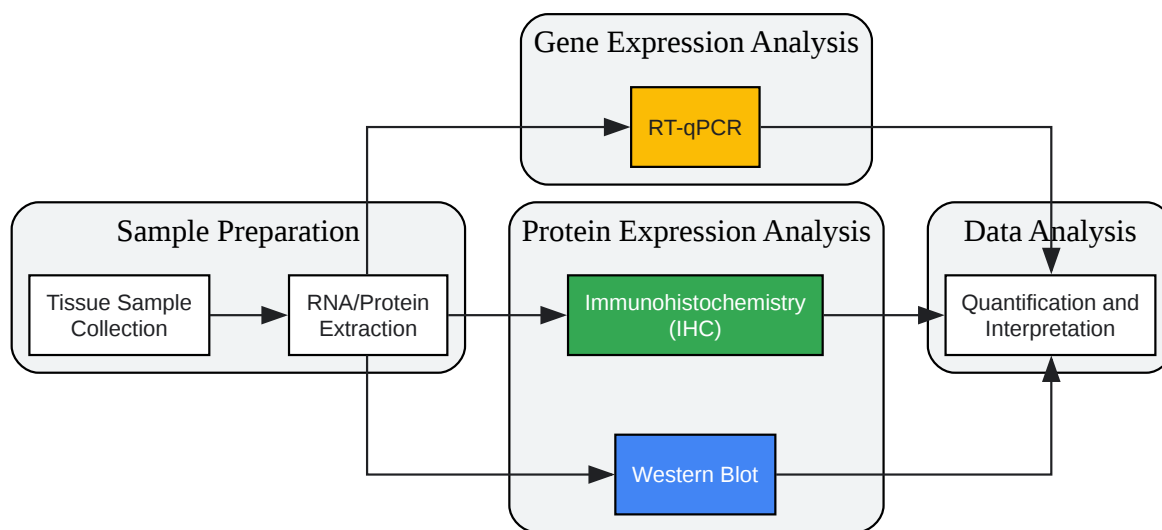 Gene Expression Analysis
RT-qPCR
Sample Preparation
Tissue Sample
Collection
RNA/Protein
Extraction
Protein Expression Analysis
Immunohistochemistry
(IHC)
Western Blot
Data Analysis
Quantification and
Interpretation